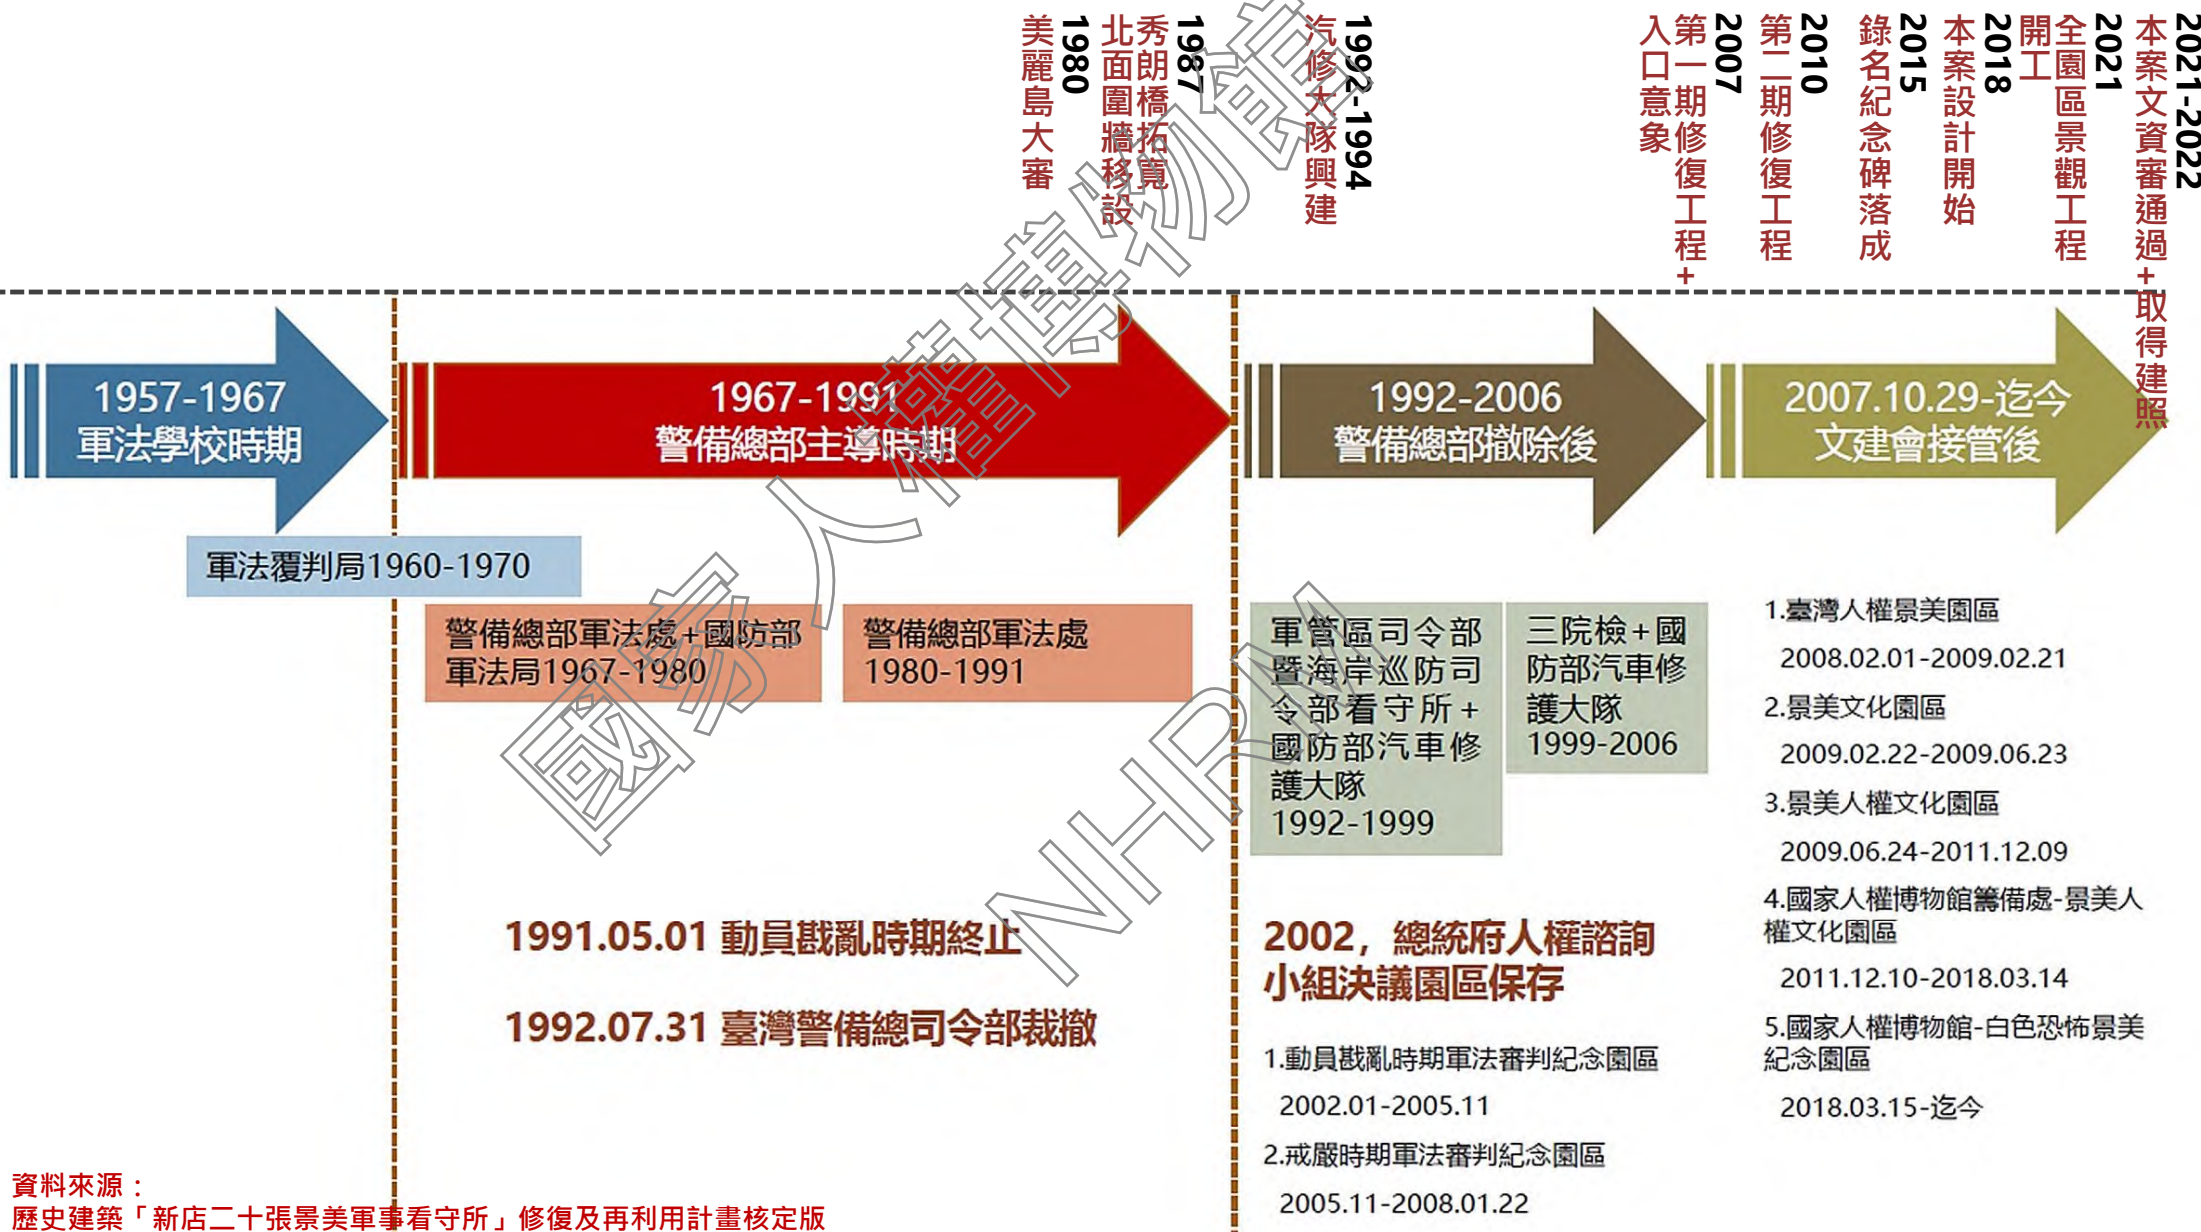 1980
美麗島大審
1987
秀朗橋拓寬
北面圍牆移設
1992-1994
汽修大隊興建
2007
第一期修復工程+
入口意象
2010
第二期修復工程
2015
錄名紀念碑落成
2018
本案設計開始
2021
全園區景觀工程
開工
2021-2022
本案文資審通過+取得建照
1957-1967
軍法學校時期
1967-1991
警備總部主導時期
1992-2006
警備總部撤除後
2007.10.29-迄今
文建會接管後
軍法覆判局1960-1970
警備總部軍法處+國防部
軍法局1967-1980
警備總部軍法處
1980-1991
軍管區司令部
暨海岸巡防司
令部看守所+
國防部汽車修
護大隊
1992-1999
三院檢+國
防部汽車修
護大隊
1999-2006
1991.05.01 動員戡亂時期終止
1992.07.31 臺灣警備總司令部裁撤
2002，總統府人權諮詢
小組決議園區保存
1.動員戡亂時期軍法審判紀念園區
2002.01-2005.11
2.戒嚴時期軍法審判紀念園區
2005.11-2008.01.22
1.臺灣人權景美園區
2008.02.01-2009.02.21
2.景美文化園區
2009.02.22-2009.06.23
3.景美人權文化園區
2009.06.24-2011.12.09
4.國家人權博物館籌備處-景美人
權文化園區
2011.12.10-2018.03.14
5.國家人權博物館-白色恐怖景美
紀念園區
2018.03.15-迄今
資料來源：
歷史建築「新店二十張景美軍事看守所」修復及再利用計畫核定版
國家人權博物館
NHRM